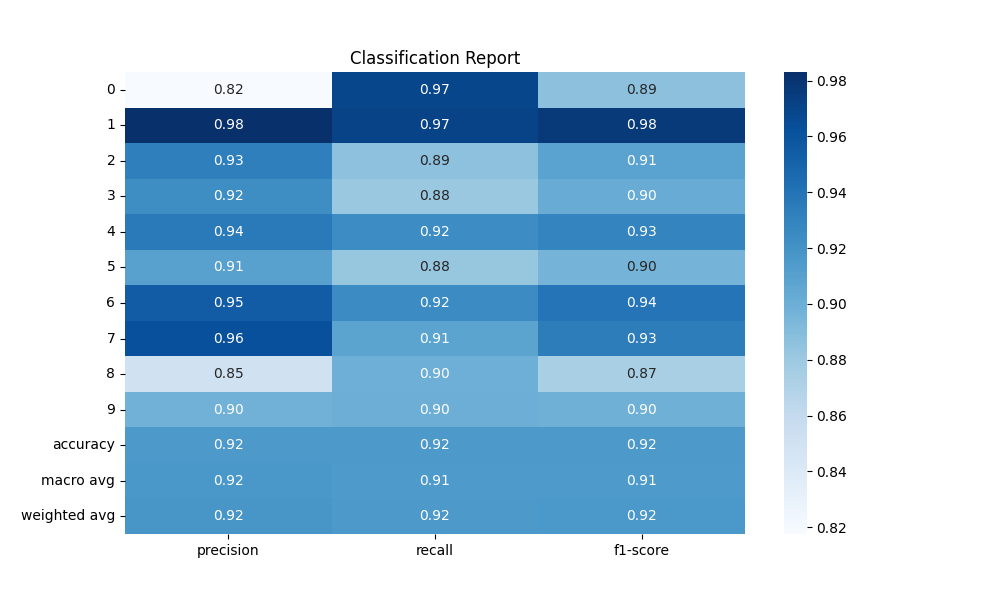 Classification Report
0 0.82 0.97 0.89
1 0.98 0.97 0.98
2 0.93 0.89 0.91
3 0.92 0.88 0.90
4 0.94 0.92 0.93
5 0.91 0.88 0.90
6 0.95 0.92 0.94
7 0.96 0.91 0.93
8 0.85 0.90 0.87
9 0.90 0.90 0.90
accuracy 0.92 0.92 0.92
macro avg 0.92 0.91 0.91
weighted avg 0.92 0.92 0.92
precision recall f1-score
0.98
0.96
0.94
0.92
0.90
0.88
0.86
0.84
0.82